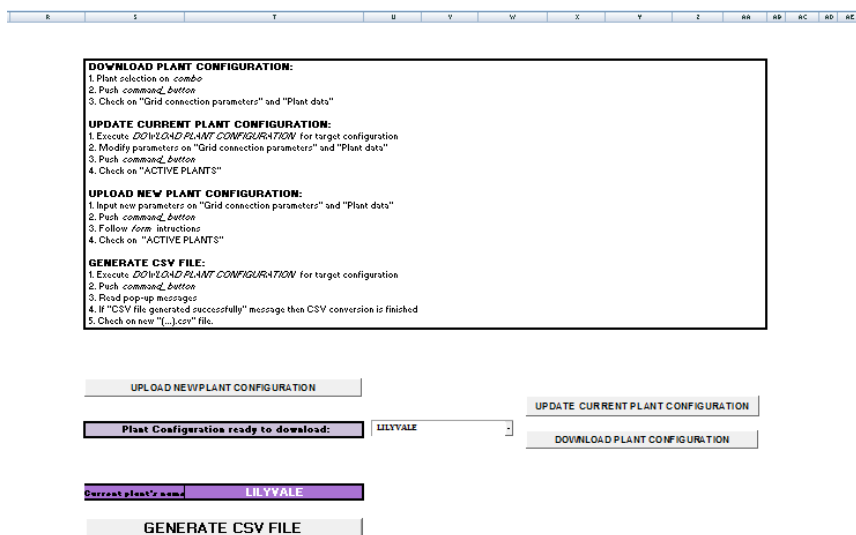 R S T U V W X Y Z AA AB AC AD AE
DOWNLOAD PLANT CONFIGURATION:
1. Plant selection on combo
2. Push command_button
3. Check on "Grid connection parameters" and "Plant data"
UPDATE CURRENT PLANT CONFIGURATION:
1. Execute DOWLOAD PLANT CONFIGURATION for target configuration
2. Modify parameters on "Grid connection parameters" and "Plant data"
3. Push command_button
4. Check on "ACTIVE PLANTS"
UPLOAD NEW PLANT CONFIGURATION:
1. Input new parameters on "Grid connection parameters" and "Plant data"
2. Push command_button
3. Follow form intructions
4. Check on "ACTIVE PLANTS"
GENERATE CSV FILE:
1. Execute DOWLOAD PLANT CONFIGURATION for target configuration
2. Push command_button
3. Read pop-up messages
4. If "CSV file generated successfully" message then CSV conversion is finished
5. Chech on new "(...).csv" file.
UPLOAD NEW PLANT CONFIGURATION
UPDATE CURRENT PLANT CONFIGURATION
Plant Configuration ready to download: LILYVALE
DOWNLOAD PLANT CONFIGURATION
Current plant's name LILYVALE
GENERATE CSV FILE